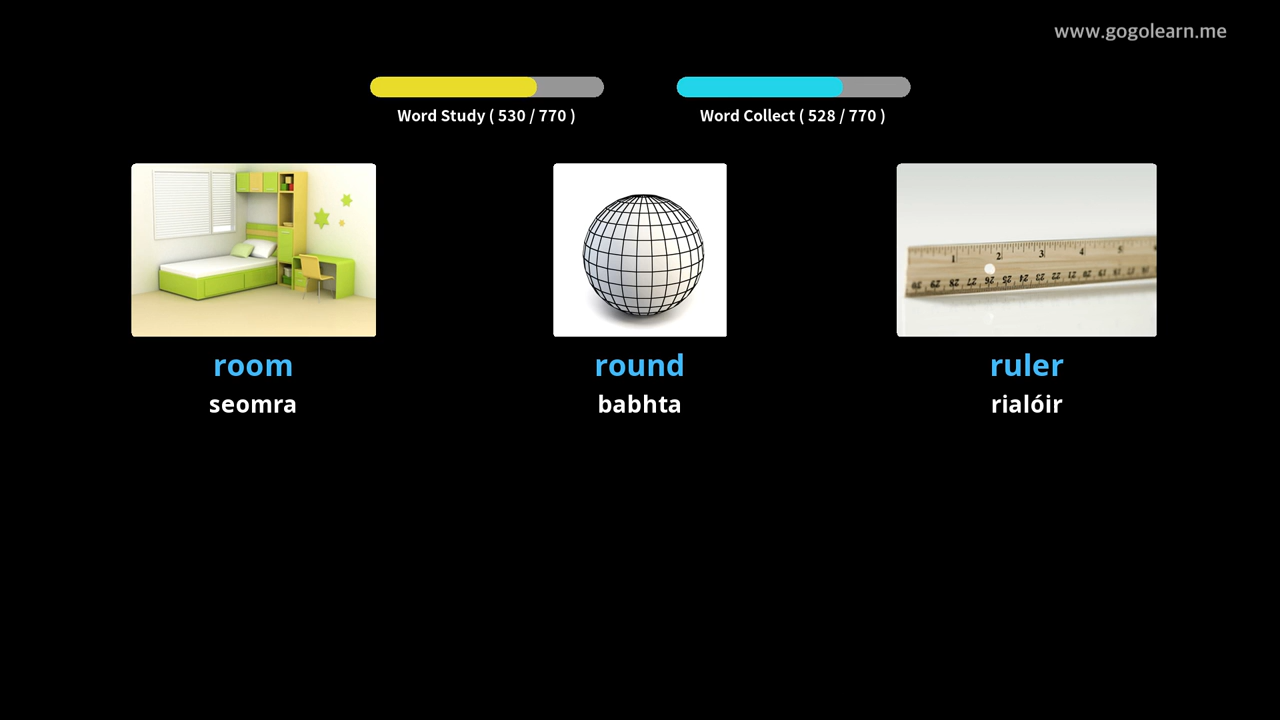 www.gogolearn.me
Word Study ( 530 / 770 )
Word Collect ( 528 / 770 )
room
round
ruler
seomra
babhta
rialóir